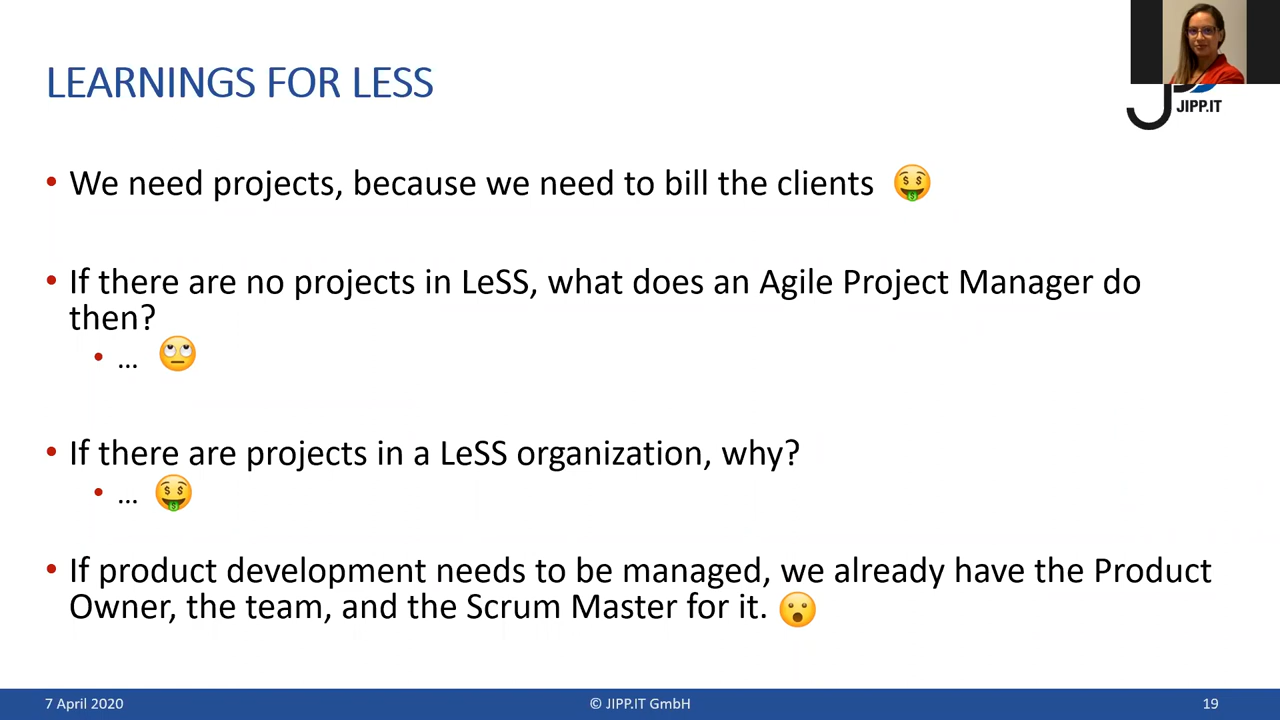 LEARNINGS FOR LESS
JIPP.IT
• We need projects, because we need to bill the clients 🤑
• If there are no projects in LeSS, what does an Agile Project Manager do
then?
• ... 🙄
• If there are projects in a LeSS organization, why?
• ... 🤑
• If product development needs to be managed, we already have the Product
Owner, the team, and the Scrum Master for it. 😮
7 April 2020
© JIPP.IT GmbH
19